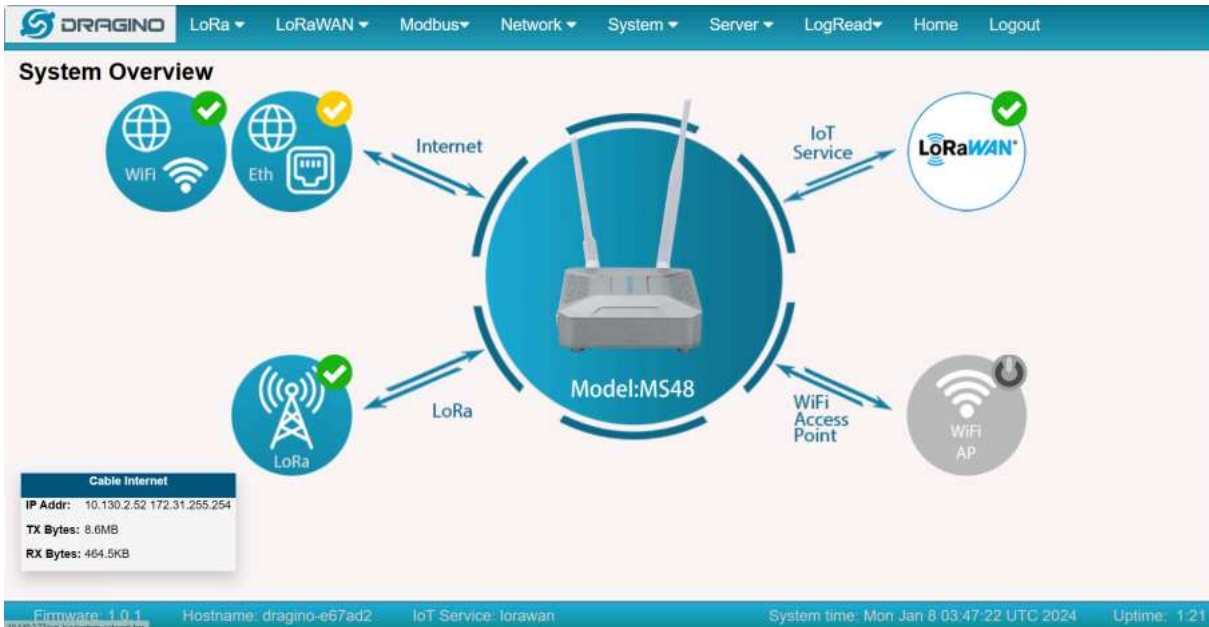 DRAGINO LoRa LoRaWAN Modbus Network System Server LogRead Home Logout
System Overview
WiFi
Eth
Internet
IoT
Service
LoRaWAN
Model:MS48
LoRa
LoRa
WiFi
Access
Point
WiFi
AP
Cable Internet
IP Addr: 10.130.2.52 172.31.255.254
TX Bytes: 8.6MB
RX Bytes: 464.5KB
Firmware: 1.0.1 Hostname: dragino-e67ad2 IoT Service: lorawan System time: Mon Jan 8 03:47:22 UTC 2024 Uptime: 1:21